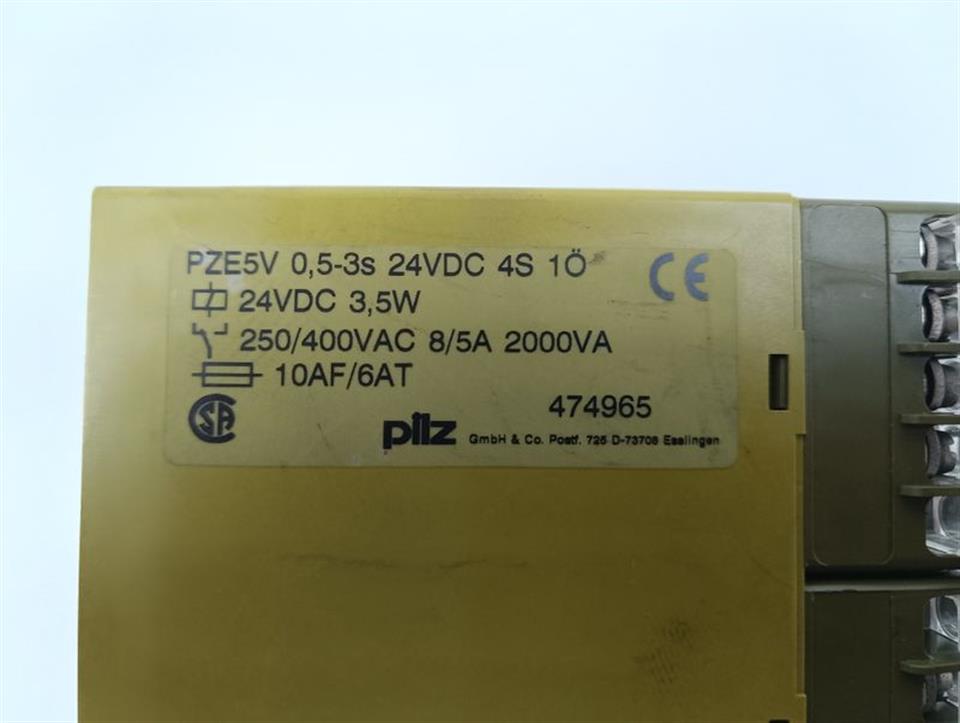 PZE5V 0,5-3s 24VDC 4S 1Ö
CE
24VDC 3,5W
250/400VAC 8/5A 2000VA
10AF/6AT
474965
SA
pilz GmbH & Co. Postf. 725 D-73708 Esslingen